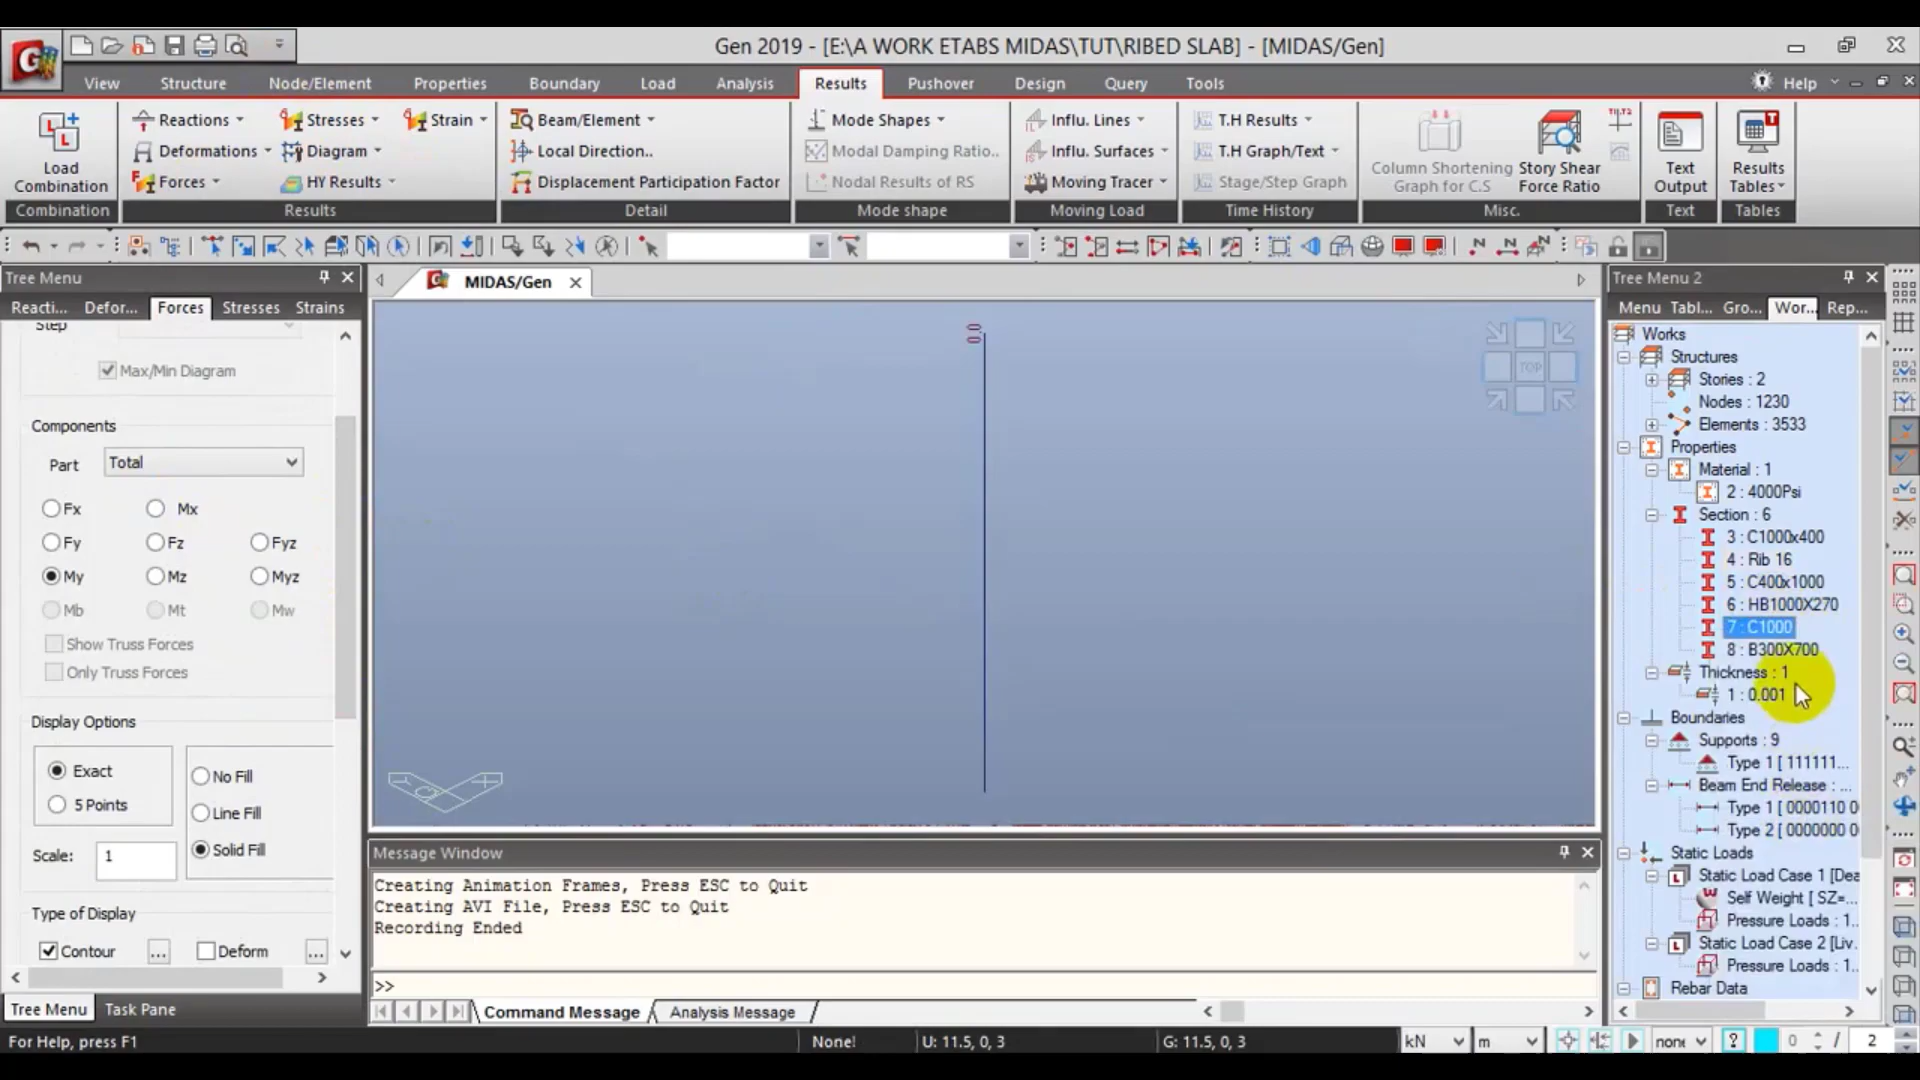 Gen 2019 - [E:\A WORK ETABS MIDAS\TUT\RIBED SLAB] - [MIDAS/Gen]
View Structure Node/Element Properties Boundary Load Analysis Results Pushover Design Query Tools Help
Load Combination
Reactions Stresses Strain
Deformations Diagram
Forces HY Results
Beam/Element
Local Direction..
Displacement Participation Factor
Mode Shapes
Modal Damping Ratio..
Nodal Results of RS
Influ. Lines
Influ. Surfaces
Moving Tracer
T.H Results
T.H Graph/Text
Stage/Step Graph
Column Shortening Graph for C.S
Story Shear Force Ratio
Text Output
Results Tables
Combination Results Detail Mode shape Moving Load Time History Misc. Text Tables
Tree Menu
Reacti... Defor... Forces Stresses Strains
Step
Max/Min Diagram
Components
Part Total
Fx Mx
Fy Fz Fyz
My Mz Myz
Mb Mt Mw
Show Truss Forces
Only Truss Forces
Display Options
Exact No Fill
5 Points Line Fill
Solid Fill
Scale: 1
Type of Display
Contour ... Deform ...
Tree Menu Task Pane
MIDAS/Gen
TOP
0
0
Message Window
Creating Animation Frames, Press ESC to Quit
Creating AVI File, Press ESC to Quit
Recording Ended
>>
Command Message Analysis Message
Tree Menu 2
Menu Tabl... Gro... Wor... Rep...
Works
Structures
Stories : 2
Nodes : 1230
Elements : 3533
Properties
Material : 1
2 : 4000Psi
Section : 6
3 : C1000x400
4 : Rib 16
5 : C400x1000
6 : HB1000X270
7 : C1000
8 : B300X700
Thickness : 1
1 : 0.001
Boundaries
Supports : 9
Type 1 [ 111111...
Beam End Release : ...
Type 1 [ 0000110 0
Type 2 [ 0000000 0
Static Loads
Static Load Case 1 [Dea
Self Weight [ SZ=...
Pressure Loads : 1...
Static Load Case 2 [Liv...
Pressure Loads : 1...
Rebar Data
For Help, press F1 None! U: 11.5, 0, 3 G: 11.5, 0, 3 kN m none ? 0 / 2